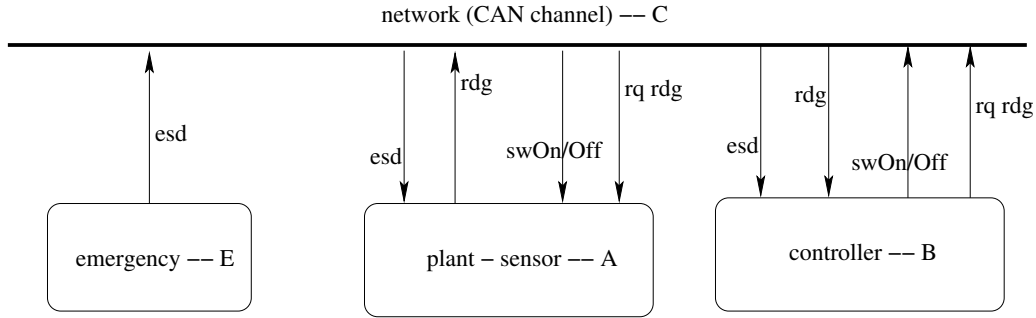 network (CAN channel) –– C
esd
esd
rdg
swOn/Off
rq rdg
esd
rdg
swOn/Off
rq rdg
emergency –– E
plant – sensor –– A
controller –– B